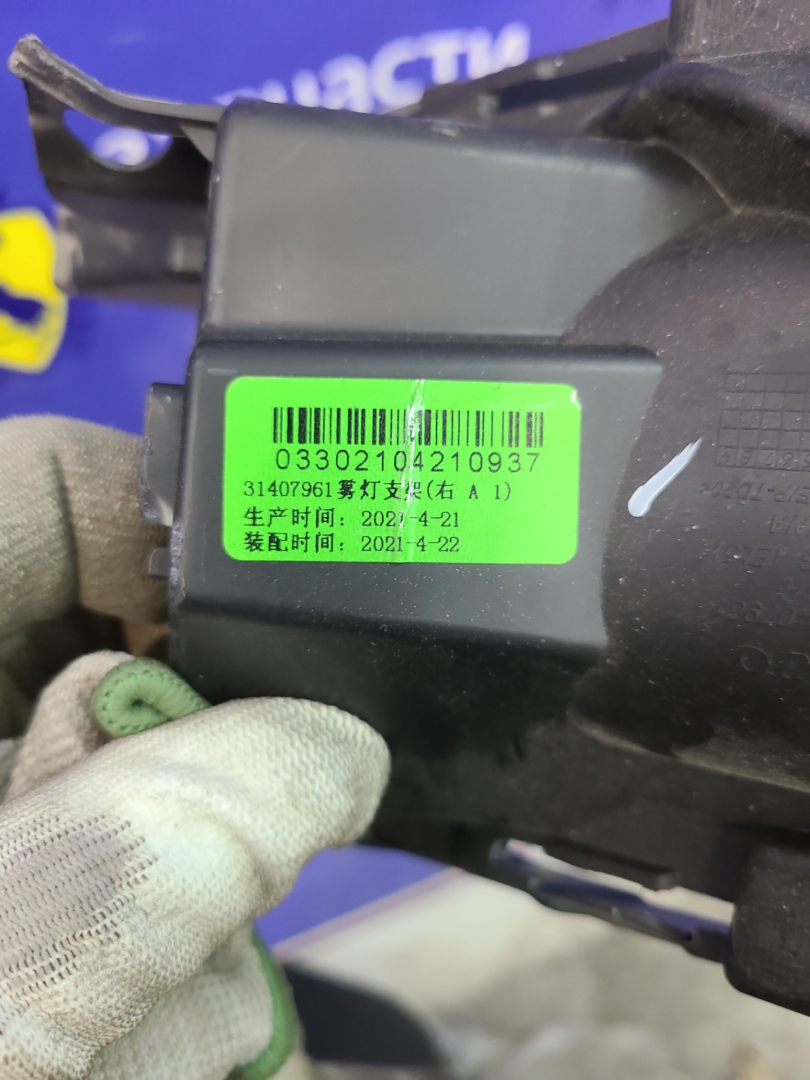 запчасти
03302104210937
31407961雾灯支架(右 A 1)
生产时间: 2021-4-21
装配时间: 2021-4-22